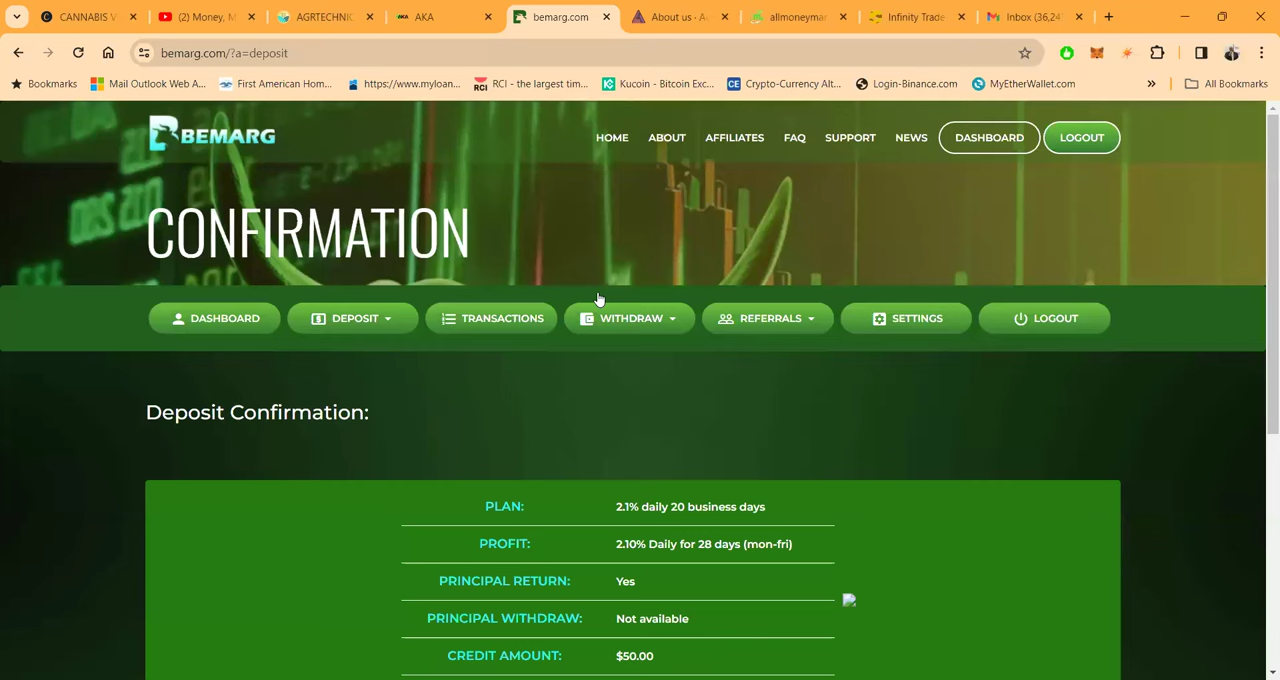 CANNABIS V
(2) Money, M
AGRTECHNIC
AKA
AKA
bemarg.com
About us · A
allmoneymar
Infinity Trade
Inbox (36,24
bemarg.com/?a=deposit
Bookmarks
Mail Outlook Web A...
First American Hom...
https://www.myloan...
RCI
RCI - the largest tim...
Kucoin - Bitcoin Exc...
CE
Crypto-Currency Alt...
Login-Binance.com
MyEtherWallet.com
»
All Bookmarks
BEMARG
HOME
ABOUT
AFFILIATES
FAQ
SUPPORT
NEWS
DASHBOARD
LOGOUT
CONFIRMATION
DASHBOARD
DEPOSIT
TRANSACTIONS
WITHDRAW
REFERRALS
SETTINGS
LOGOUT
Deposit Confirmation:
PLAN: 2.1% daily 20 business days
PROFIT: 2.10% Daily for 28 days (mon-fri)
PRINCIPAL RETURN: Yes
PRINCIPAL WITHDRAW: Not available
CREDIT AMOUNT: $50.00